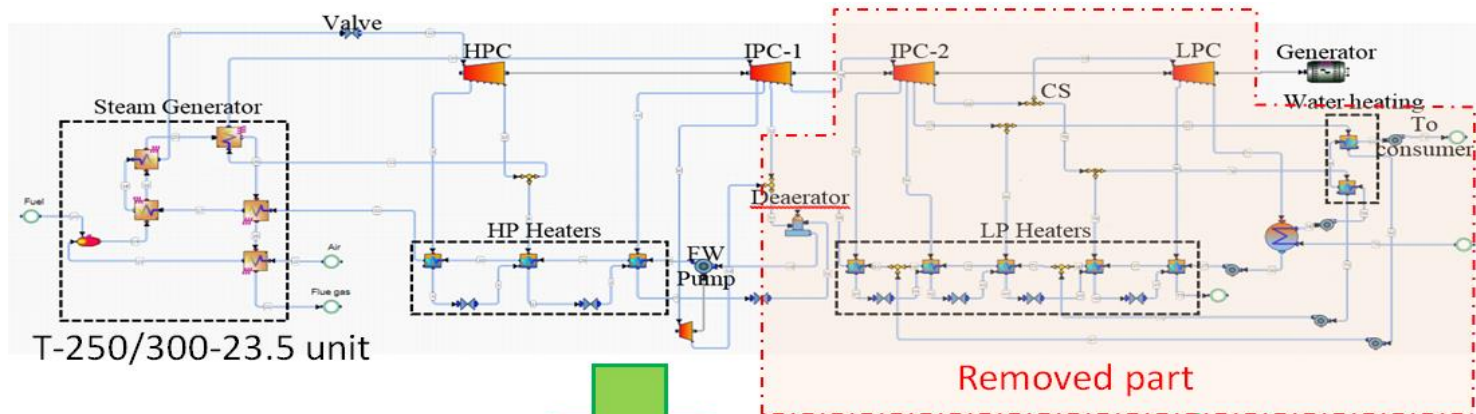 Valve
HPC
IPC-1
IPC-2
LPC
Generator
Steam Generator
CS
Water heating
To
consumer
Fuel
Deaerator
HP Heaters
FW
Pump
LP Heaters
Air
Flue gas
T-250/300-23.5 unit
Removed part